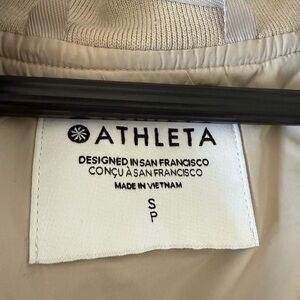 ATHLETA
DESIGNED IN SAN FRANCISCO
CONÇU À SAN FRANCISCO
MADE IN VIETNAM
S
P